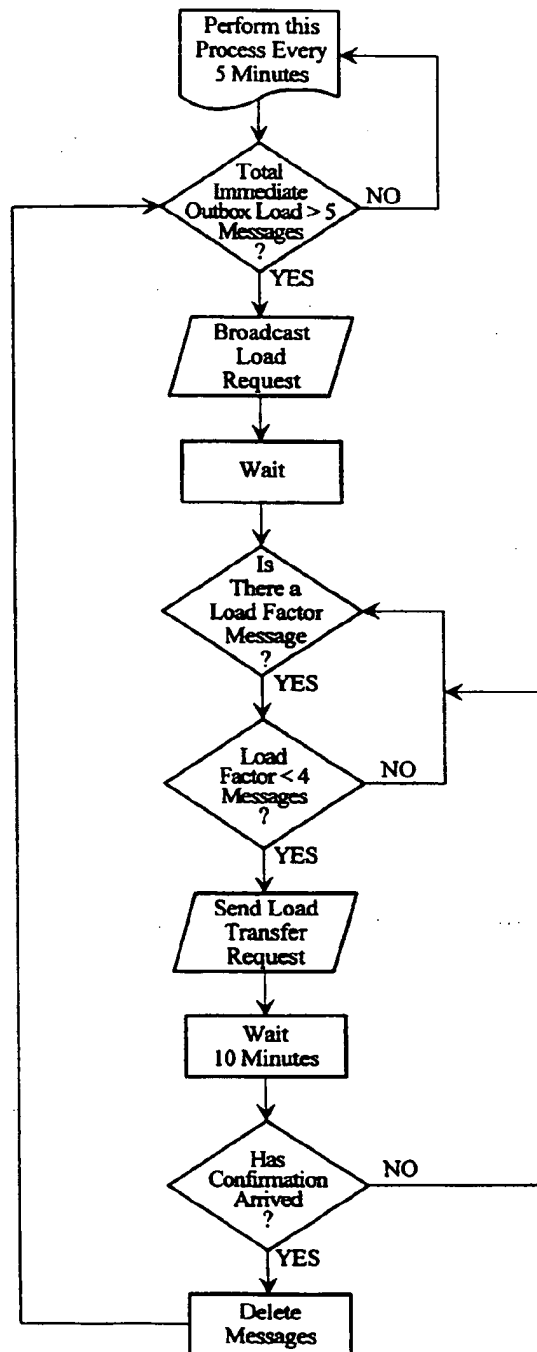 Perform this
Process Every
5 Minutes
Total
Immediate
Outbox Load > 5
Messages
?
NO
YES
Broadcast
Load
Request
Wait
Is
There a
Load Factor
Message
?
YES
Load
Factor < 4
Messages
?
NO
YES
Send Load
Transfer
Request
Wait
10 Minutes
Has
Confirmation
Arrived
?
NO
YES
Delete
Messages